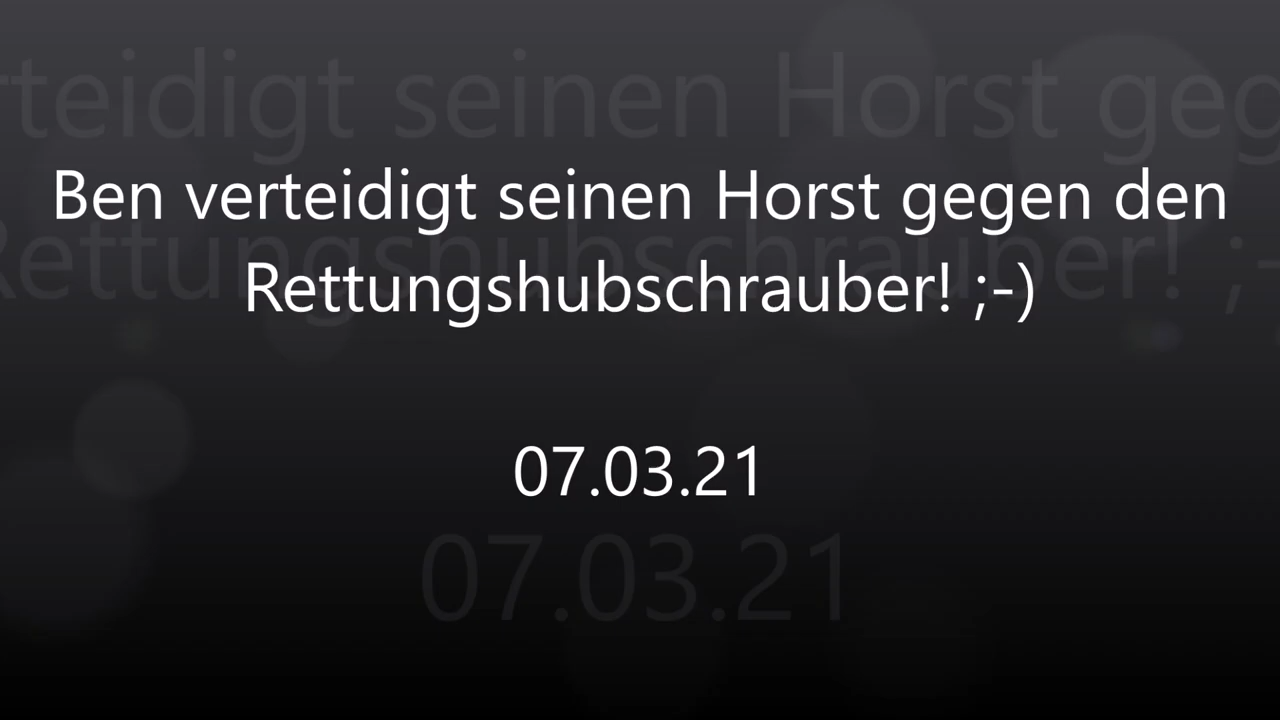 Ben verteidigt seinen Horst gegen den
Rettungshubschrauber! ;-)
07.03.21